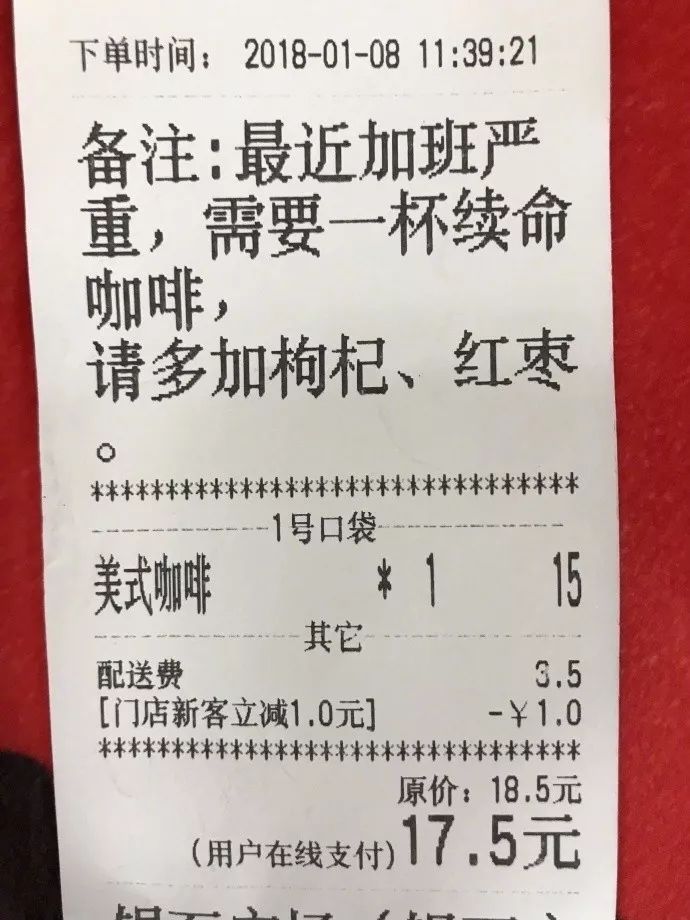 下单时间： 2018-01-08 11:39:21
备注:最近加班严
重，需要一杯续命
咖啡，
请多加枸杞、红枣
。
*********************************
1号口袋
美式咖啡 * 1 15
其它
配送费 3.5
[门店新客立减1.0元] -￥1.0
*********************************
原价：18.5元
(用户在线支付)17.5元